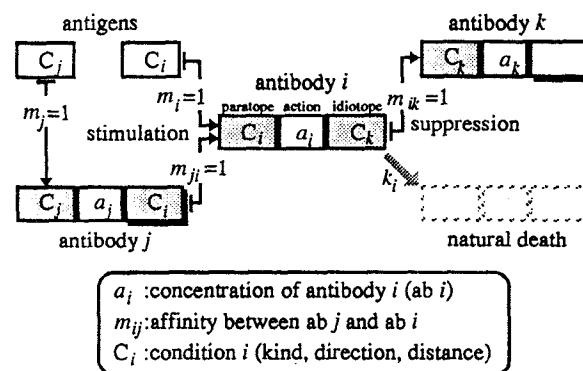 antigens
C_j
C_i
m_j=1
m_i=1
stimulation
m_ji=1
C_j a_j C_i
antibody j
antibody i
paratope action idiotope
C_i a_i C_k
m_ik=1
suppression
antibody k
C_k a_k
k_i
natural death
a_i :concentration of antibody i (ab i)
m_ij:affinity between ab j and ab i
C_i :condition i (kind, direction, distance)